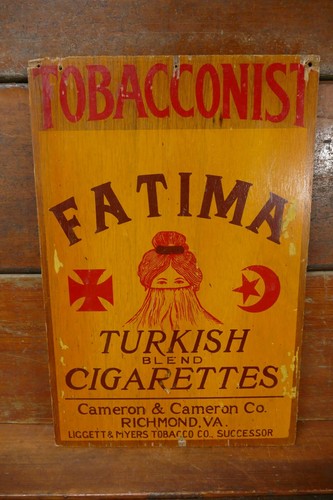 TOBACCONIST
FATIMA
TURKISH
BLEND
CIGARETTES
Cameron & Cameron Co.
RICHMOND, VA.
LIGGETT & MYERS TOBACCO CO., SUCCESSOR